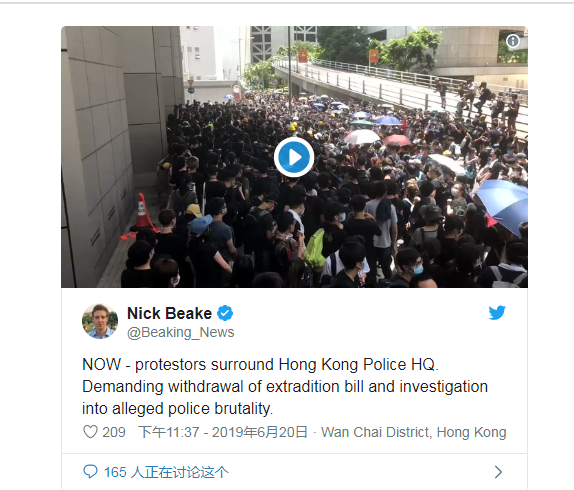 Nick Beake
@Beaking_News
NOW - protestors surround Hong Kong Police HQ.
Demanding withdrawal of extradition bill and investigation
into alleged police brutality.
209 下午11:37 - 2019年6月20日 · Wan Chai District, Hong Kong
165 人正在讨论这个